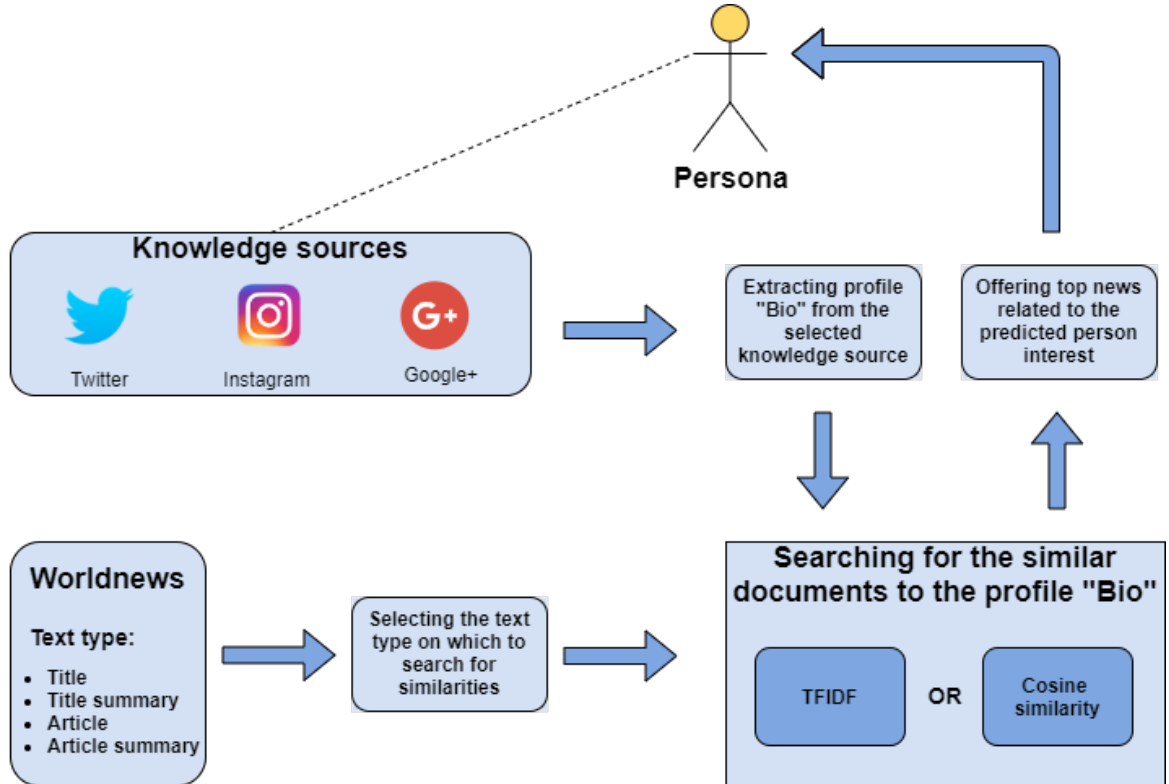 Persona
Knowledge sources
G+
Twitter
Instagram
Google+
Extracting profile
"Bio" from the
selected
knowledge source
Offering top news
related to the
predicted person
interest
Worldnews
Text type:
• Title
• Title summary
• Article
• Article summary
Selecting the text
type on which to
search for
similarities
Searching for the similar
documents to the profile "Bio"
TFIDF
OR
Cosine
similarity